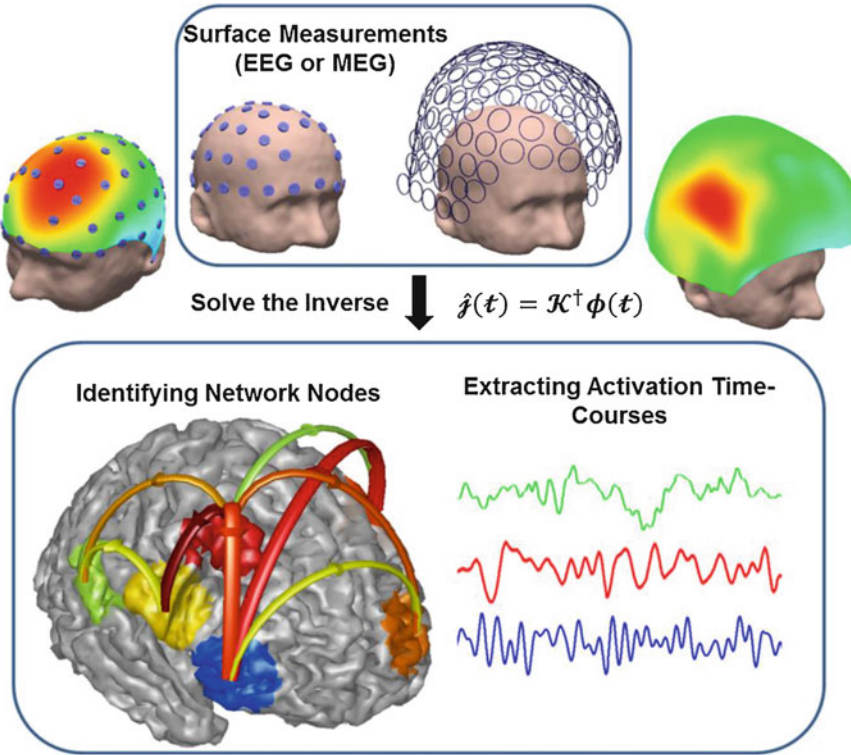 Surface Measurements
(EEG or MEG)
Solve the Inverse
𝒋̂(𝒕) = 𝓚†𝝓(𝒕)
Identifying Network Nodes
Extracting Activation Time-
Courses